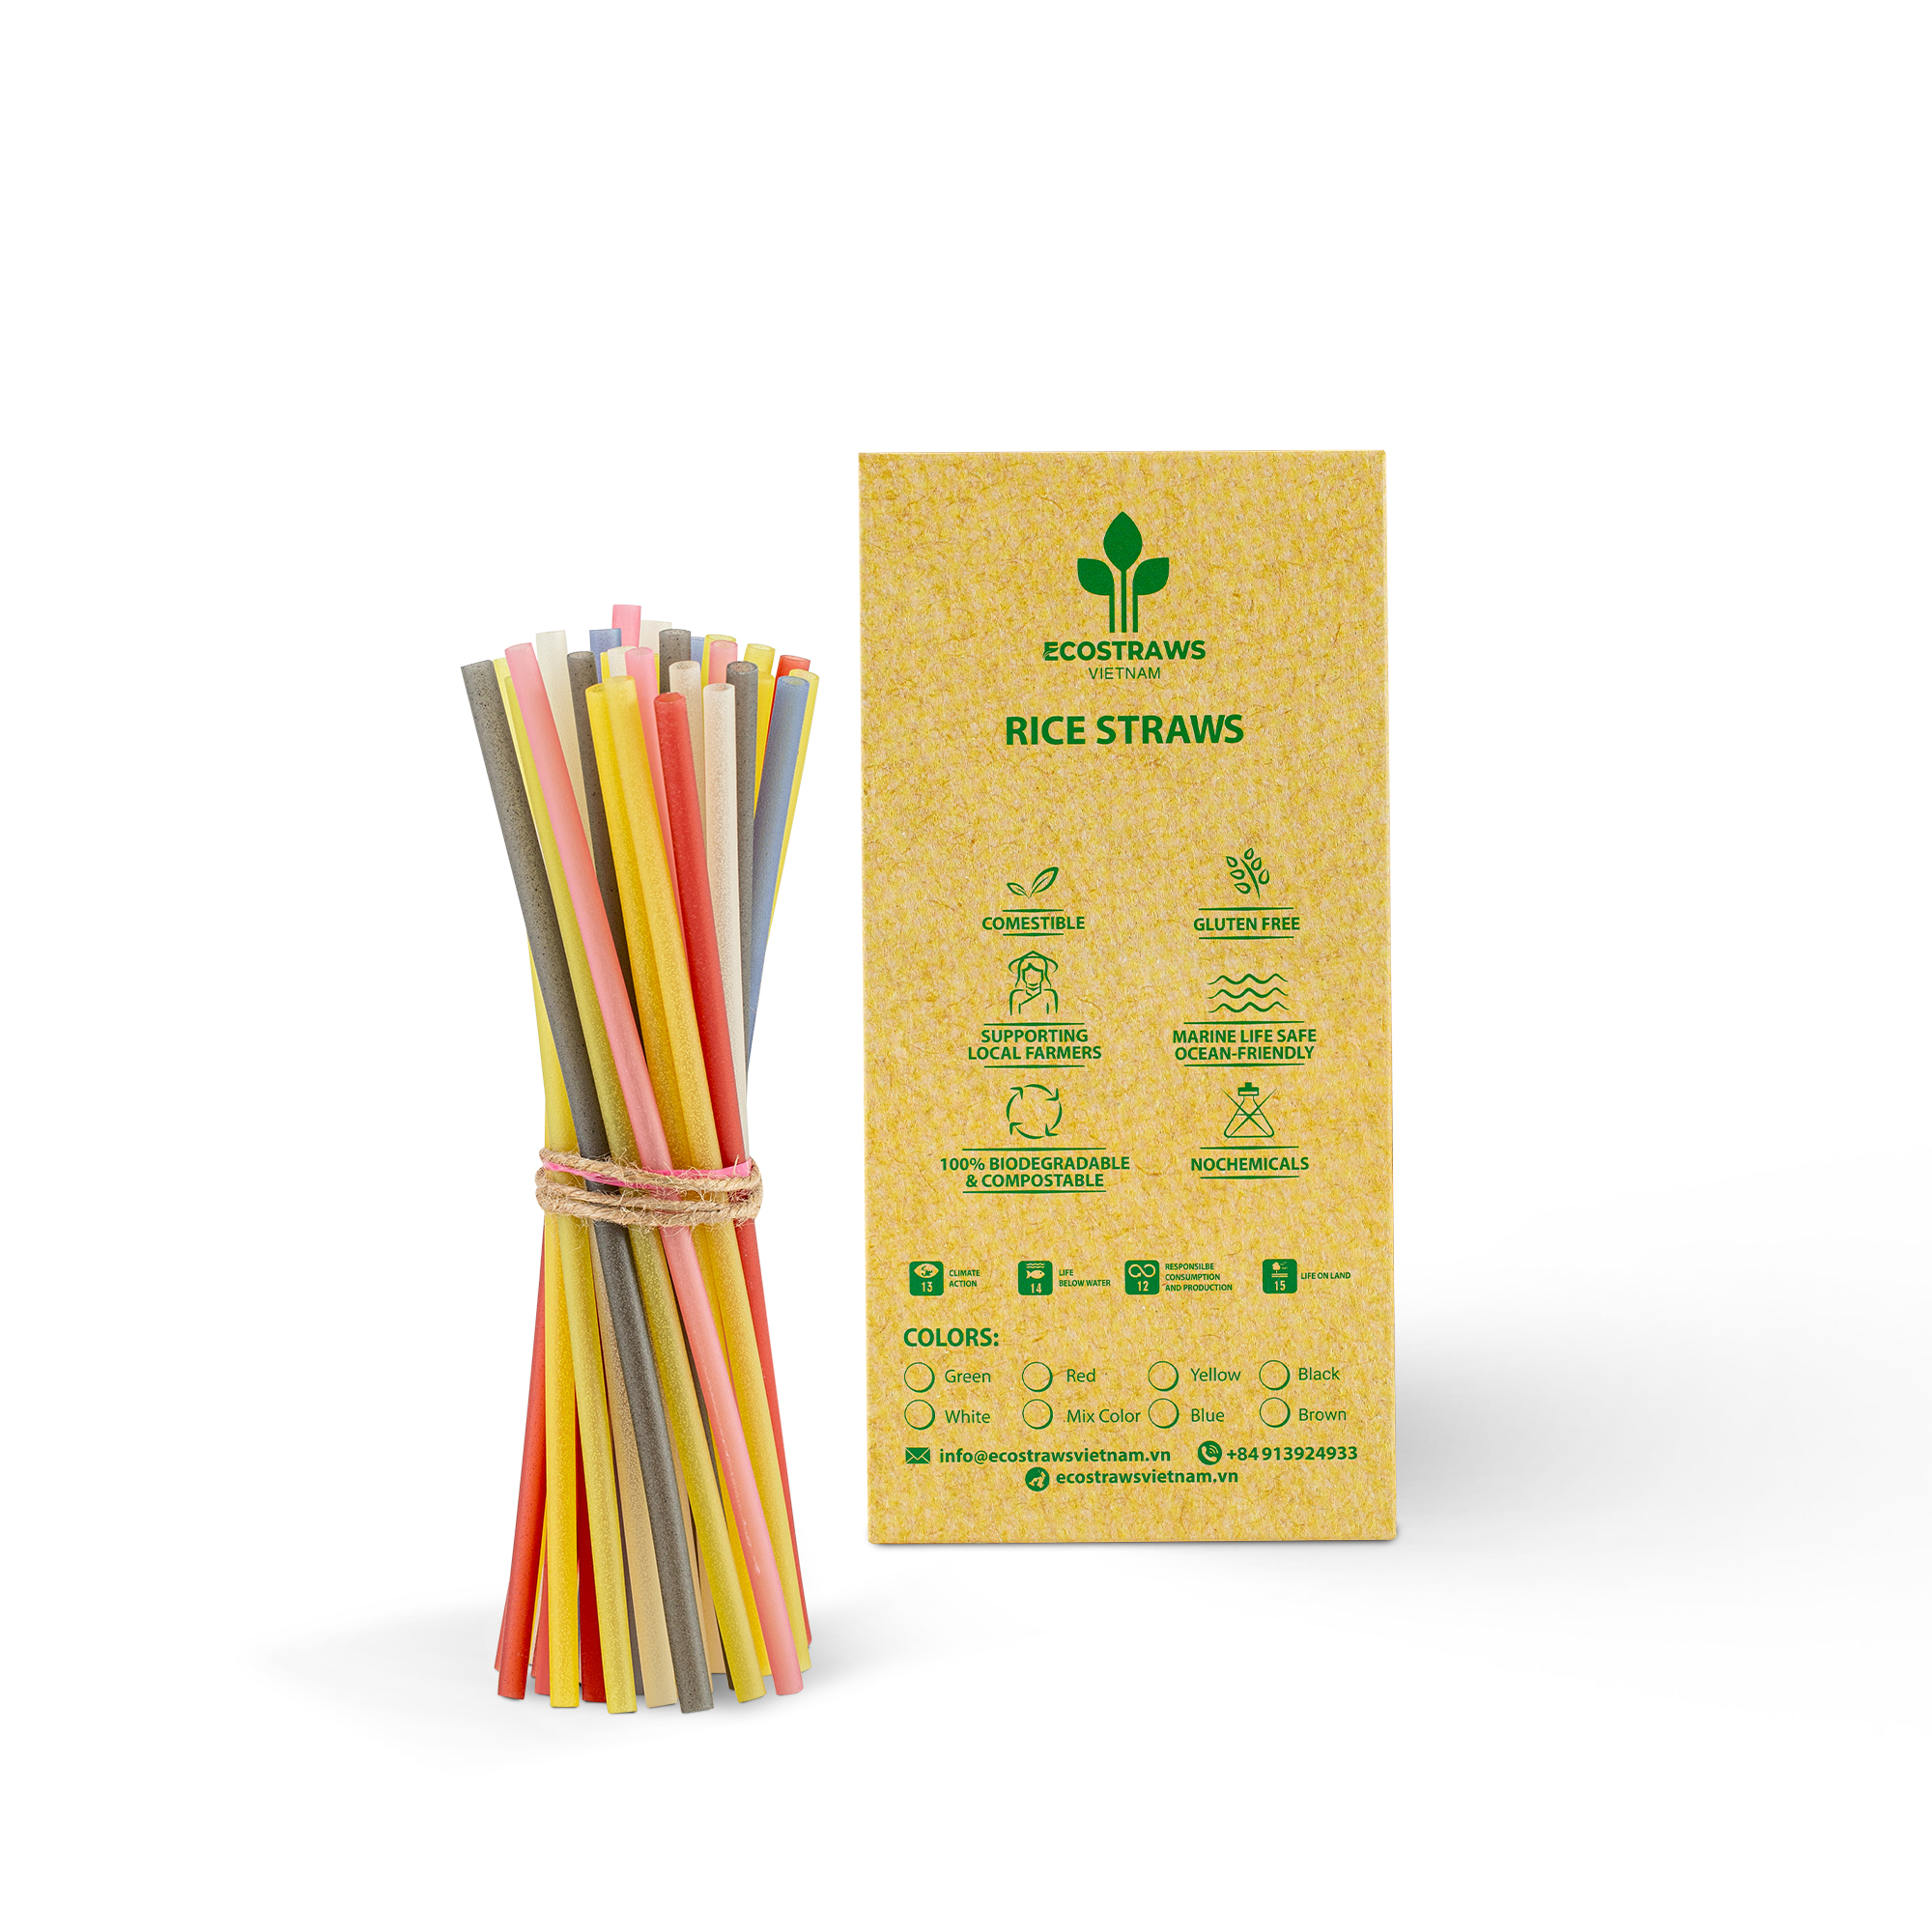 ECOSTRAWS
VIETNAM
RICE STRAWS
COMESTIBLE
GLUTEN FREE
SUPPORTING
LOCAL FARMERS
MARINE LIFE SAFE
OCEAN-FRIENDLY
100% BIODEGRADABLE
& COMPOSTABLE
NOCHEMICALS
13
CLIMATE
ACTION
14
LIFE
BELOW WATER
12
RESPONSILBE
CONSUMPTION
AND PRODUCTION
15
LIFE ON LAND
COLORS:
Green Red Yellow Black
White Mix Color Blue Brown
info@ecostrawsvietnam.vn +84 913924933
ecostrawsvietnam.vn